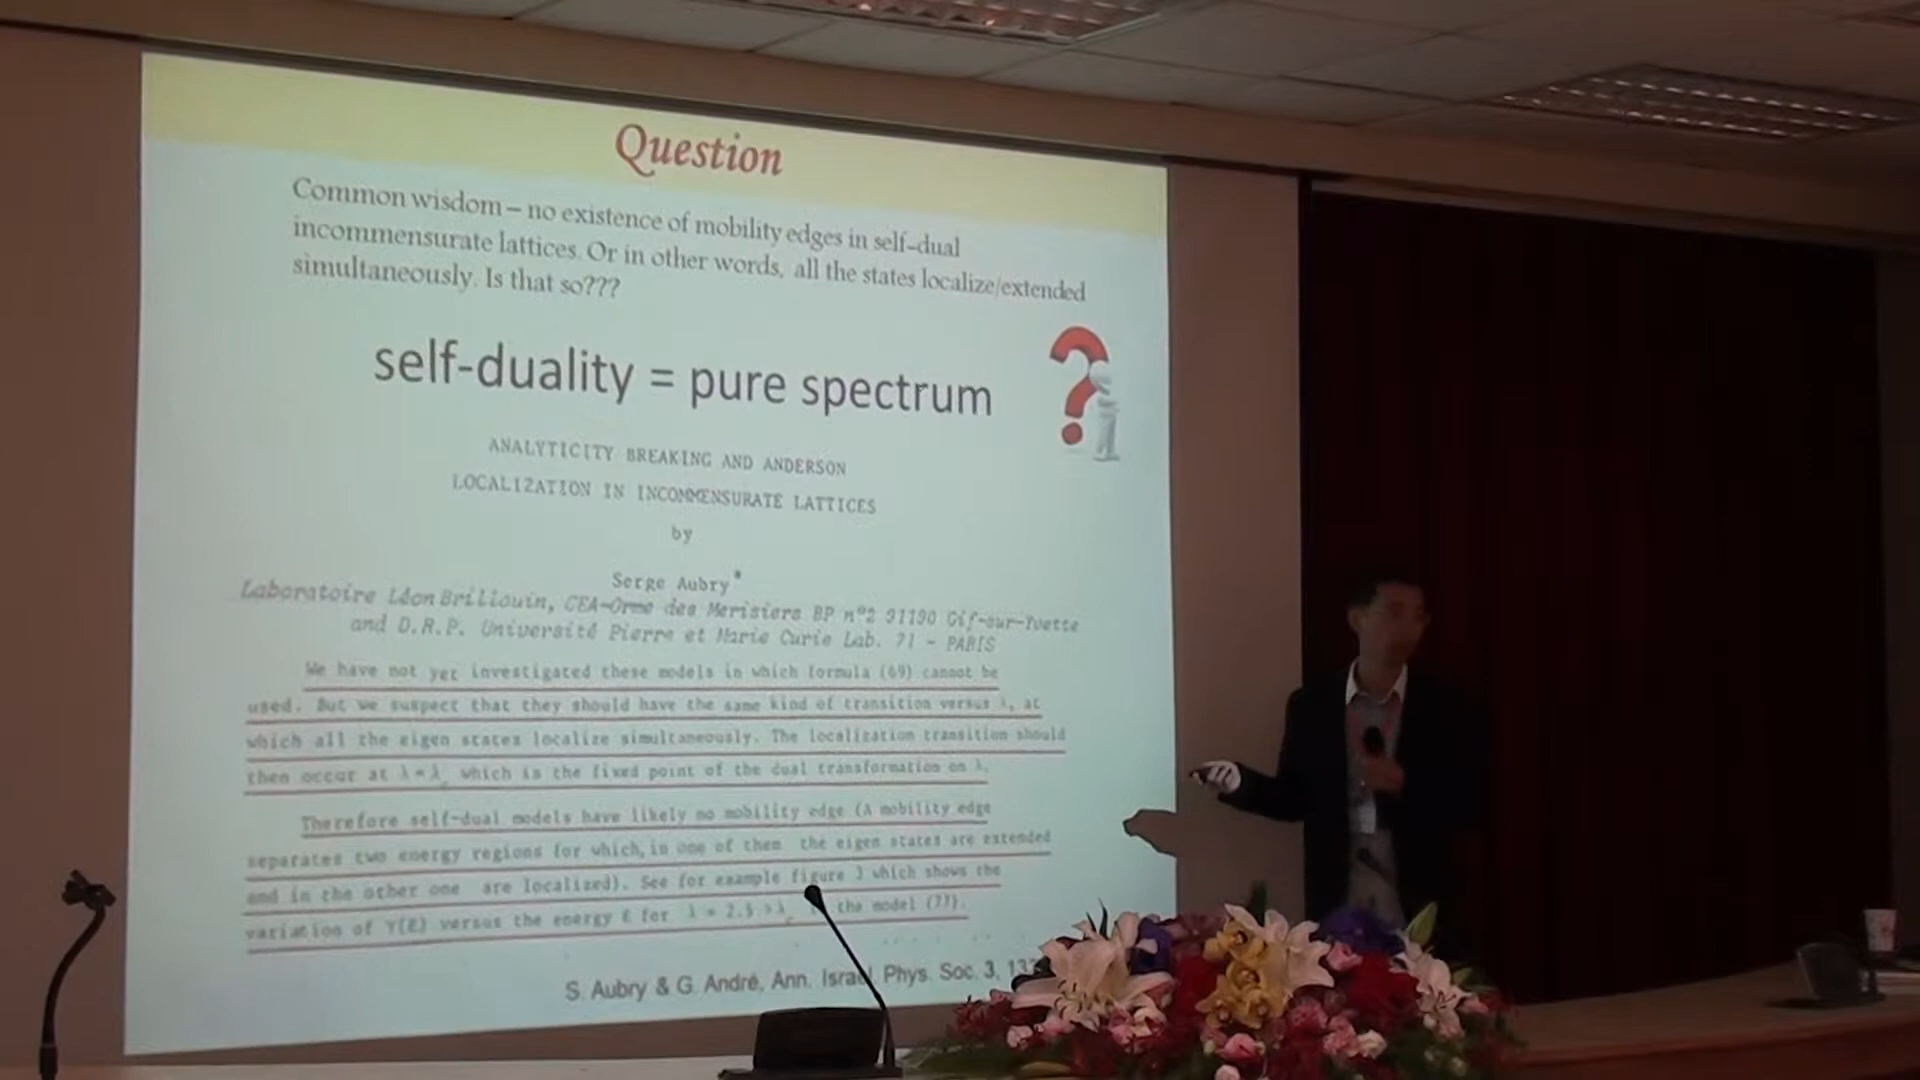 Question
Common wisdom – no existence of mobility edges in self-dual
incommensurate lattices. Or in other words, all the states localize/extended
simultaneously. Is that so???
self-duality = pure spectrum
ANALYTICITY BREAKING AND ANDERSON
LOCALIZATION IN INCOMMENSURATE LATTICES
by
Serge Aubry*
Laboratoire Léon Brillouin, CEA-Orme des Merisiers BP n°2 91190 Gif-sur-Yvette
and D.R.P. Université Pierre et Marie Curie Lab. 71 - PARIS
We have not yet investigated these models in which formula (69) cannot be
used. But we suspect that they should have the same kind of transition versus λ, at
which all the eigen states localize simultaneously. The localization transition should
then occur at λ=λc which is the fixed point of the dual transformation on λ.
Therefore self-dual models have likely no mobility edge (A mobility edge
separates two energy regions for which, in one of them the eigen states are extended
and in the other one are localized). See for example figure 3 which shows the
variation of γ(E) versus the energy E for λ = 2.5 >λc the model (77).
S. Aubry & G. André, Ann. Israel Phys. Soc. 3,